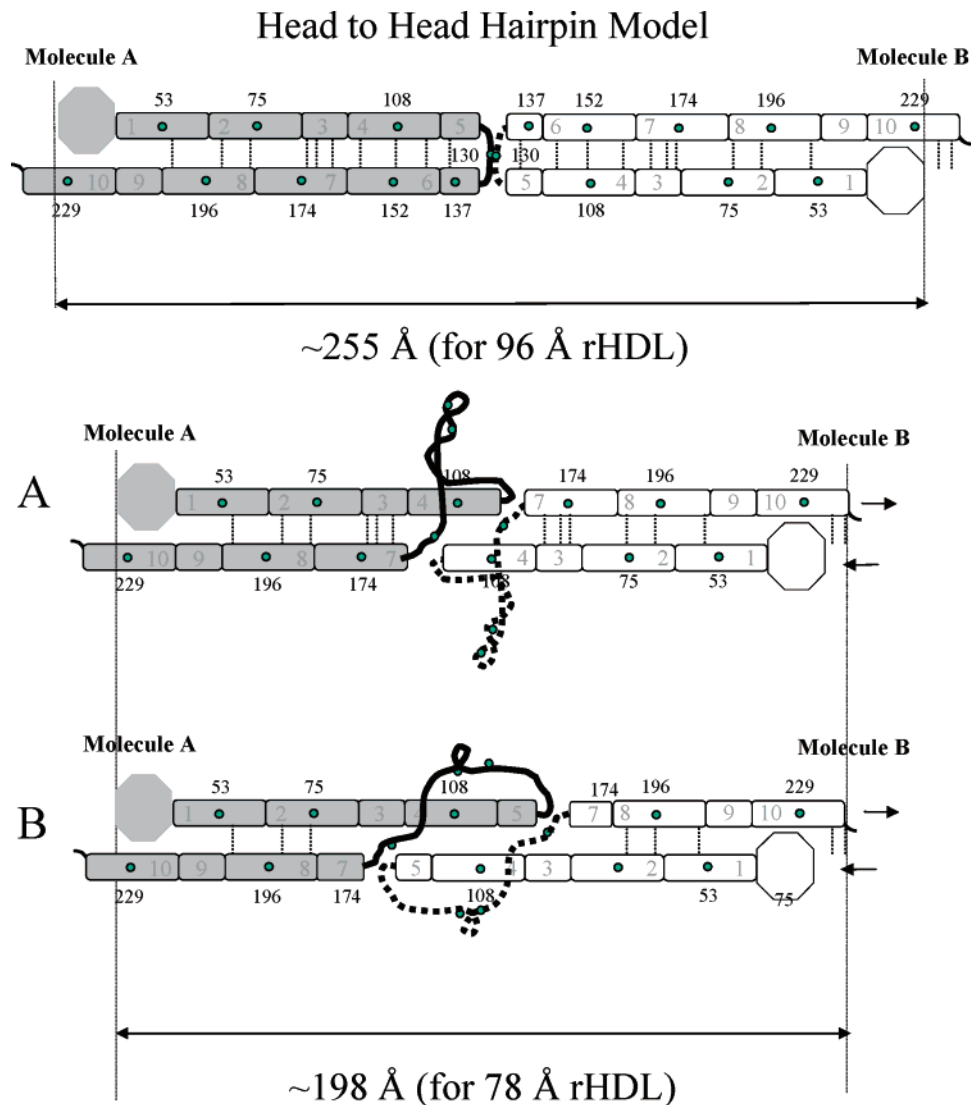 Head to Head Hairpin Model
Molecule A
Molecule B
53 75 108 137 152 174 196 229
1 2 3 4 5 6 7 8 9 10
130 130
10 9 8 7 6 5 4 3 2 1
229 196 174 152 137 108 75 53
~255 Å (for 96 Å rHDL)
Molecule A
Molecule B
A
53 75 108 174 196 229
1 2 3 4 7 8 9 10
10 9 8 7 4 3 2 1
229 196 174 108 75 53
Molecule A
Molecule B
B
53 75 108 174 196 229
1 2 3 4 5 7 8 9 10
10 9 8 7 5 4 3 2 1
229 196 174 108 53 75
~198 Å (for 78 Å rHDL)